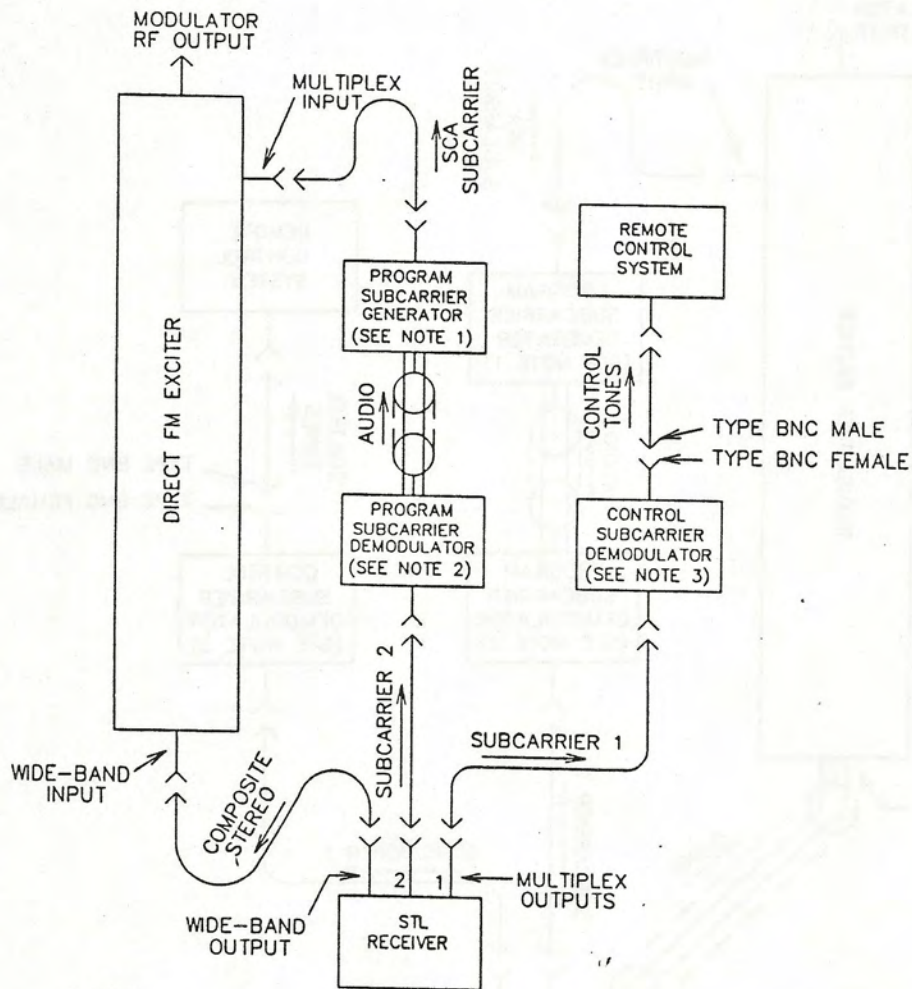 MODULATOR
RF OUTPUT
MULTIPLEX
INPUT
SCA
SUBCARRIER
DIRECT FM EXCITER
PROGRAM
SUBCARRIER
GENERATOR
(SEE NOTE 1)
REMOTE
CONTROL
SYSTEM
AUDIO
CONTROL
TONES
TYPE BNC MALE
TYPE BNC FEMALE
PROGRAM
SUBCARRIER
DEMODULATOR
(SEE NOTE 2)
CONTROL
SUBCARRIER
DEMODULATOR
(SEE NOTE 3)
SUBCARRIER 2
SUBCARRIER 1
WIDE-BAND
INPUT
COMPOSITE
STEREO
2
1
MULTIPLEX
OUTPUTS
WIDE-BAND
OUTPUT
STL
RECEIVER